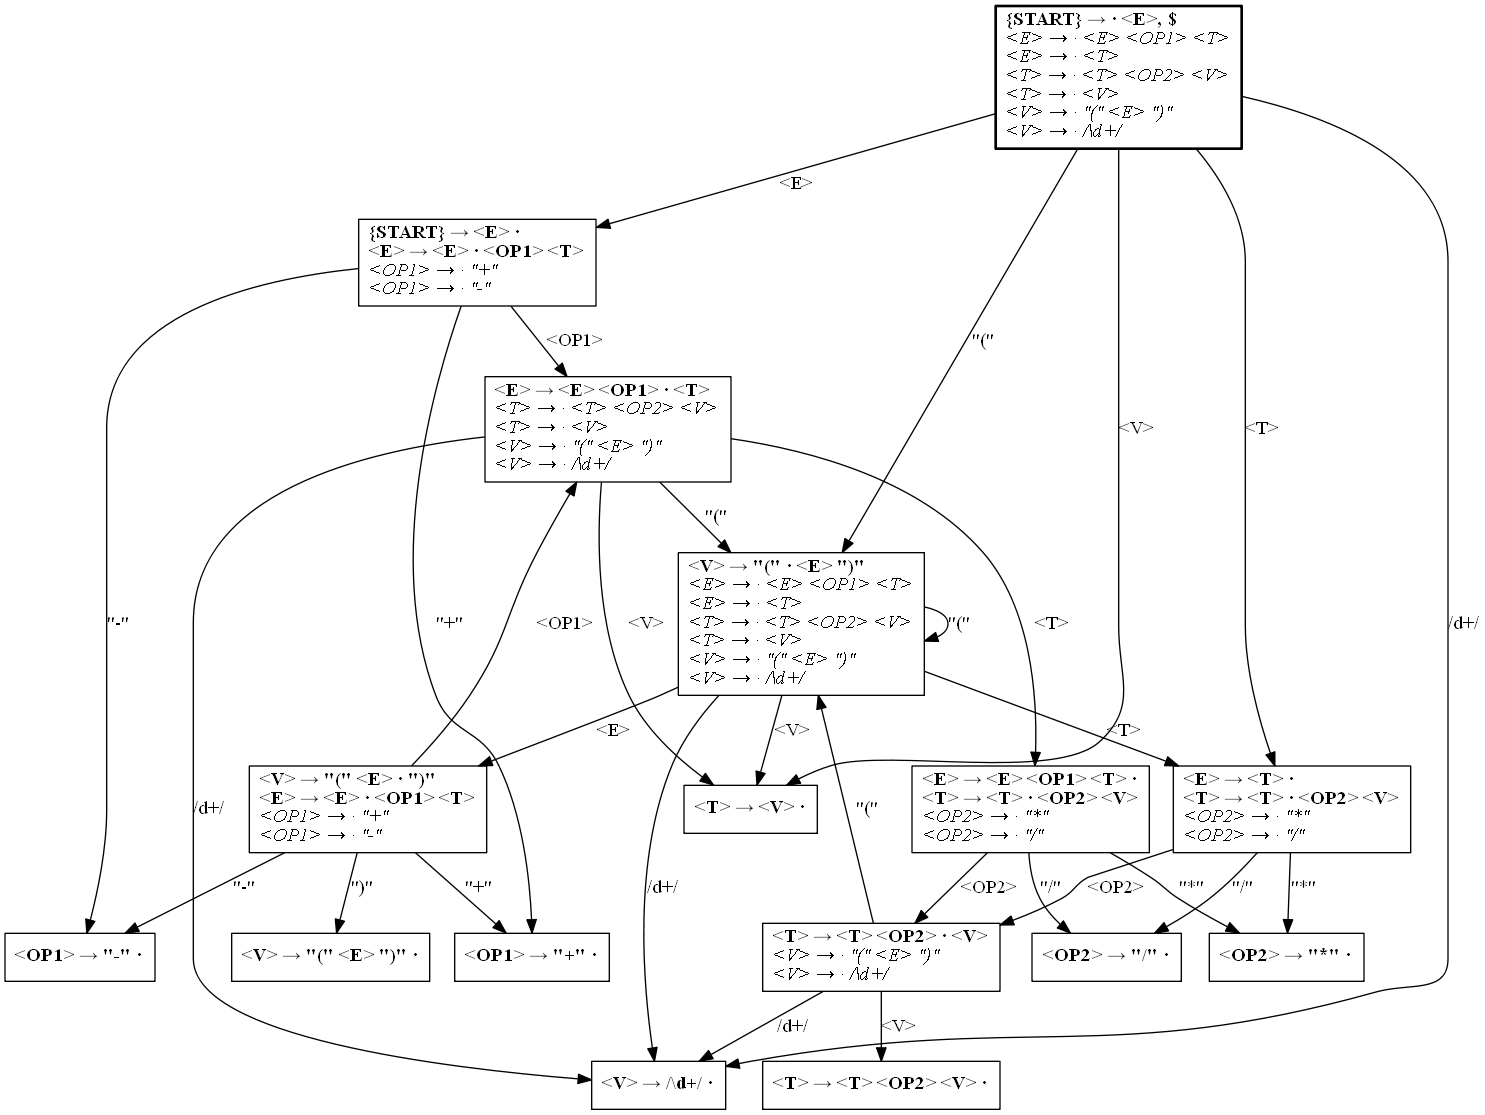 {START} → · <E>, $
<E> → · <E> <OP1> <T>
<E> → · <T>
<T> → · <T> <OP2> <V>
<T> → · <V>
<V> → · "(" <E> ")"
<V> → · /\d+/
<E>
{START} → <E> ·
<E> → <E> · <OP1> <T>
<OP1> → · "+"
<OP1> → · "-"
<OP1>
"("
<E> → <E> <OP1> · <T>
<T> → · <T> <OP2> <V>
<T> → · <V>
<V> → · "(" <E> ")"
<V> → · /\d+/
<V>
<T>
"("
<V> → "(" · <E> ")"
<E> → · <E> <OP1> <T>
<E> → · <T>
<T> → · <T> <OP2> <V>
<T> → · <V>
<V> → · "(" <E> ")"
<V> → · /\d+/
"-"
"+"
<OP1>
<V>
"("
<T>
/d+/
<E>
<V>
<T>
<V> → "(" <E> · ")"
<E> → <E> · <OP1> <T>
<OP1> → · "+"
<OP1> → · "-"
/d+/
<T> → <V> ·
"("
<E> → <E> <OP1> <T> ·
<T> → <T> · <OP2> <V>
<OP2> → · "*"
<OP2> → · "/"
<E> → <T> ·
<T> → <T> · <OP2> <V>
<OP2> → · "*"
<OP2> → · "/"
"-"
")"
"+"
/d+/
<OP2>
"/"
<OP2>
"*"
"/"
"*"
<OP1> → "-" ·
<V> → "(" <E> ")" ·
<OP1> → "+" ·
<T> → <T> <OP2> · <V>
<V> → · "(" <E> ")"
<V> → · /\d+/
<OP2> → "/" ·
<OP2> → "*" ·
/d+/
<V>
<V> → /\d+/ ·
<T> → <T> <OP2> <V> ·